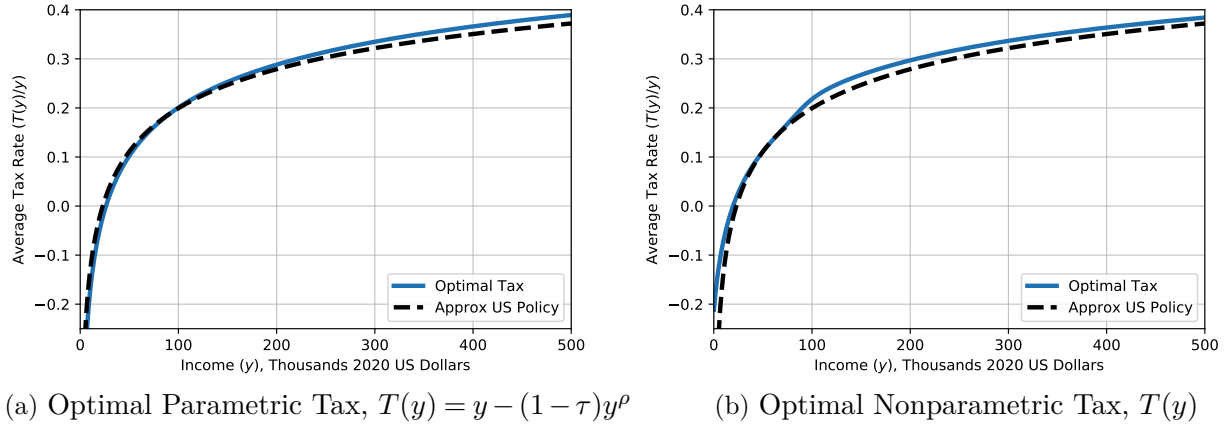 0.4
0.3
0.2
0.1
0.0
−0.1
−0.2
Average Tax Rate (T(y)/y)
0 100 200 300 400 500
Income (y), Thousands 2020 US Dollars
Optimal Tax
Approx US Policy
(a) Optimal Parametric Tax, T(y) = y − (1 − τ)y^ρ
0.4
0.3
0.2
0.1
0.0
−0.1
−0.2
Average Tax Rate (T(y)/y)
0 100 200 300 400 500
Income (y), Thousands 2020 US Dollars
Optimal Tax
Approx US Policy
(b) Optimal Nonparametric Tax, T(y)